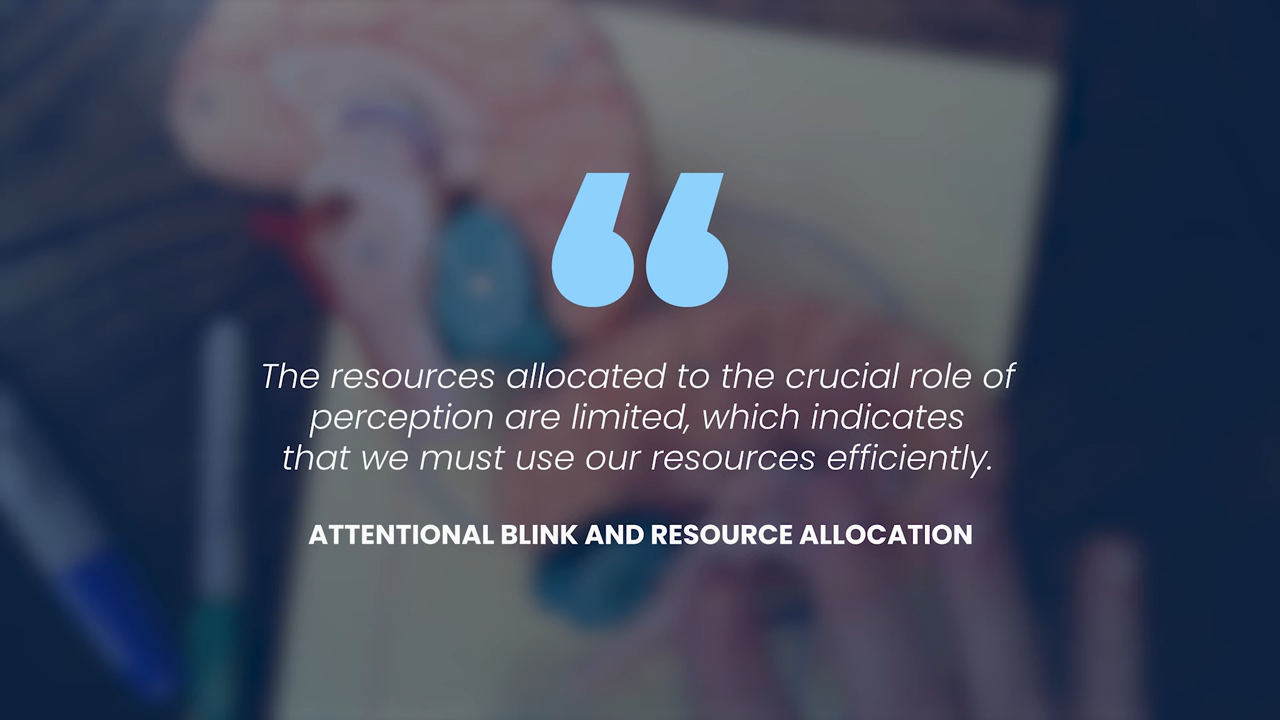 The resources allocated to the crucial role of
perception are limited, which indicates
that we must use our resources efficiently.
ATTENTIONAL BLINK AND RESOURCE ALLOCATION